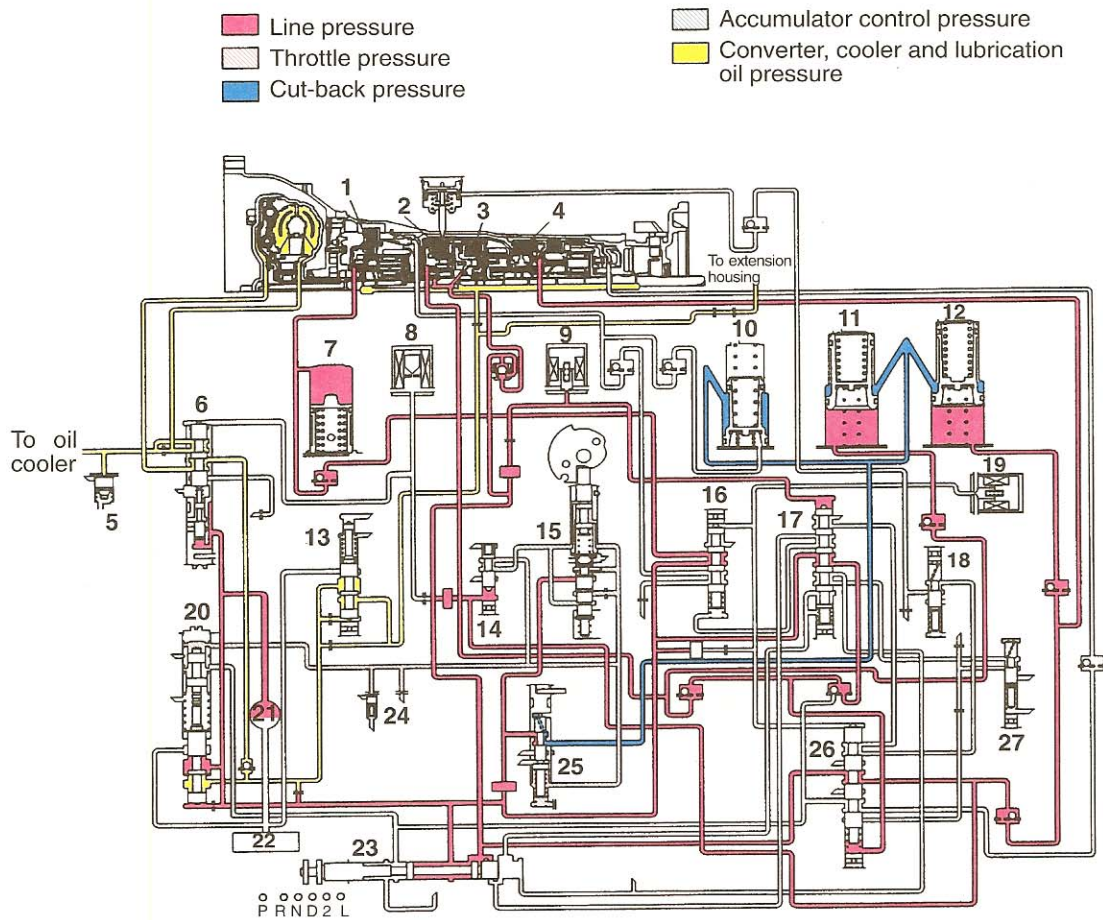 Line pressure
Throttle pressure
Cut-back pressure
Accumulator control pressure
Converter, cooler and lubrication
oil pressure
1
2
3
4
To extension
housing
7
8
9
10
11
12
6
To oil
cooler
5
13
15
16
17
19
18
14
20
21
24
25
26
27
22
23
P R N D 2 L